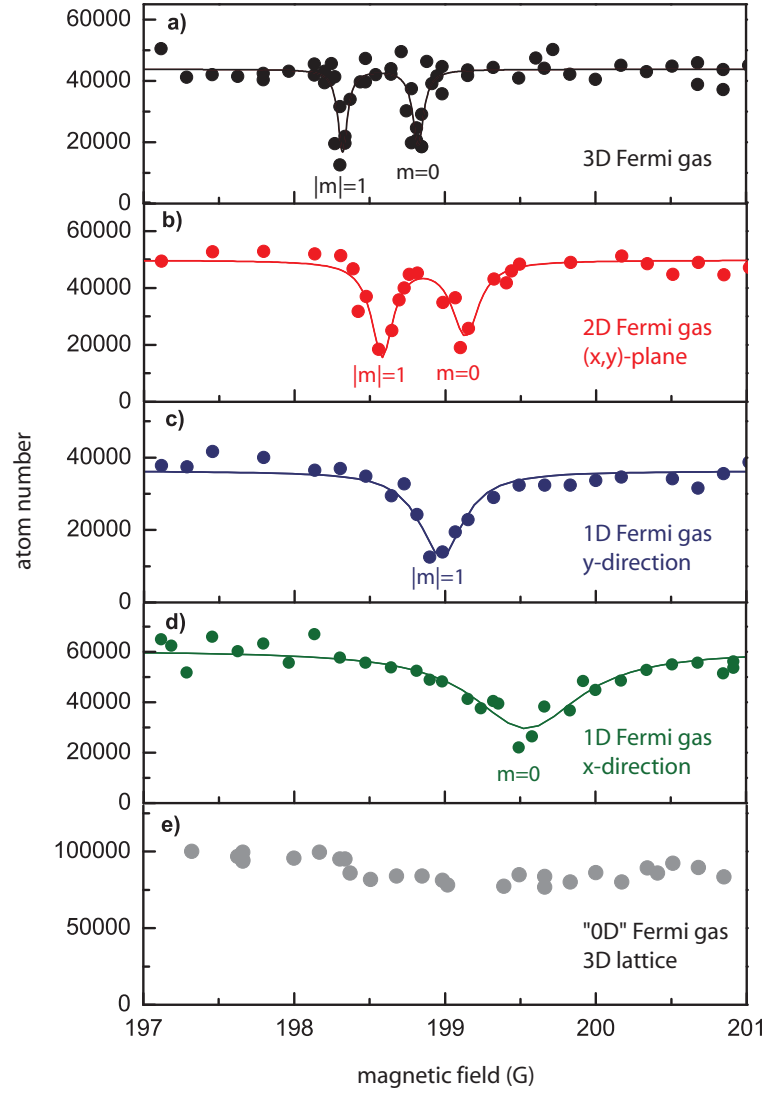 60000
a)
40000
20000
|m|=1
m=0
3D Fermi gas
0
b)
60000
40000
2D Fermi gas
20000
|m|=1
m=0
(x,y)-plane
0
c)
40000
20000
1D Fermi gas
|m|=1
y-direction
0
d)
60000
40000
1D Fermi gas
20000
m=0
x-direction
0
e)
100000
50000
"0D" Fermi gas
3D lattice
0
197
198
199
200
201
atom number
magnetic field (G)